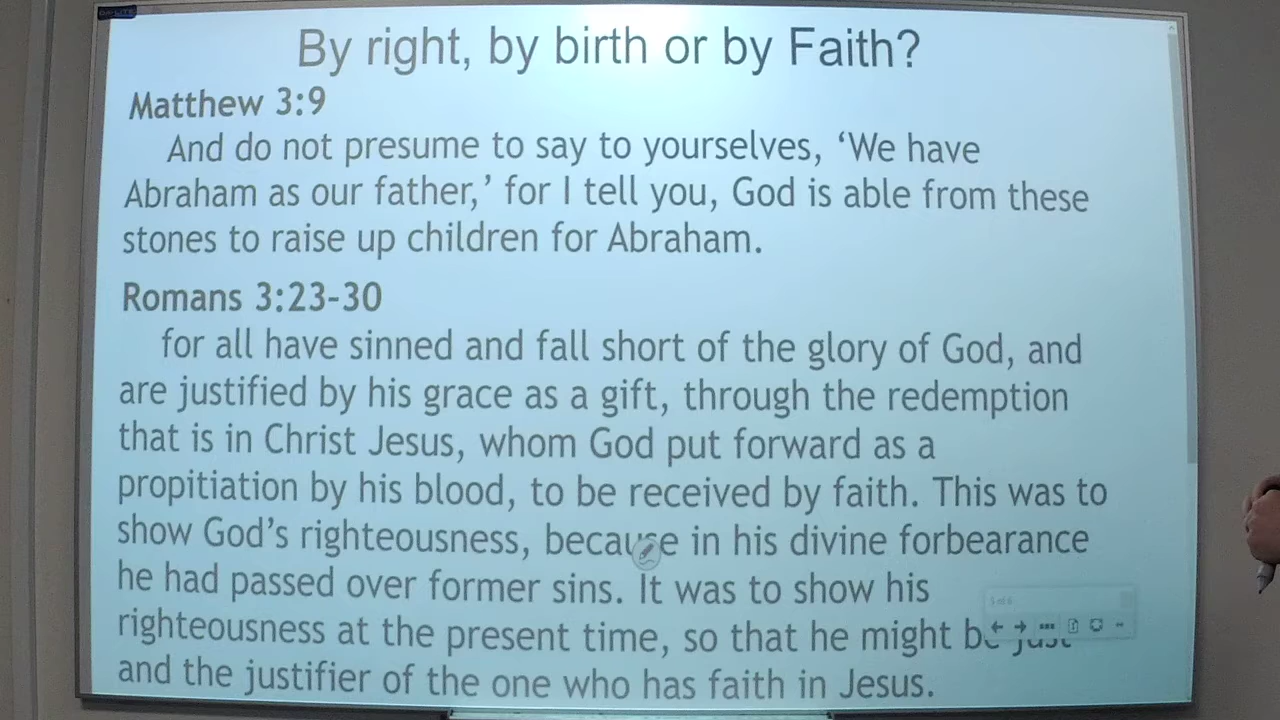 By right, by birth or by Faith?
Matthew 3:9
And do not presume to say to yourselves, ‘We have
Abraham as our father,’ for I tell you, God is able from these
stones to raise up children for Abraham.
Romans 3:23-30
for all have sinned and fall short of the glory of God, and
are justified by his grace as a gift, through the redemption
that is in Christ Jesus, whom God put forward as a
propitiation by his blood, to be received by faith. This was to
show God’s righteousness, because in his divine forbearance
he had passed over former sins. It was to show his
righteousness at the present time, so that he might be just
and the justifier of the one who has faith in Jesus.